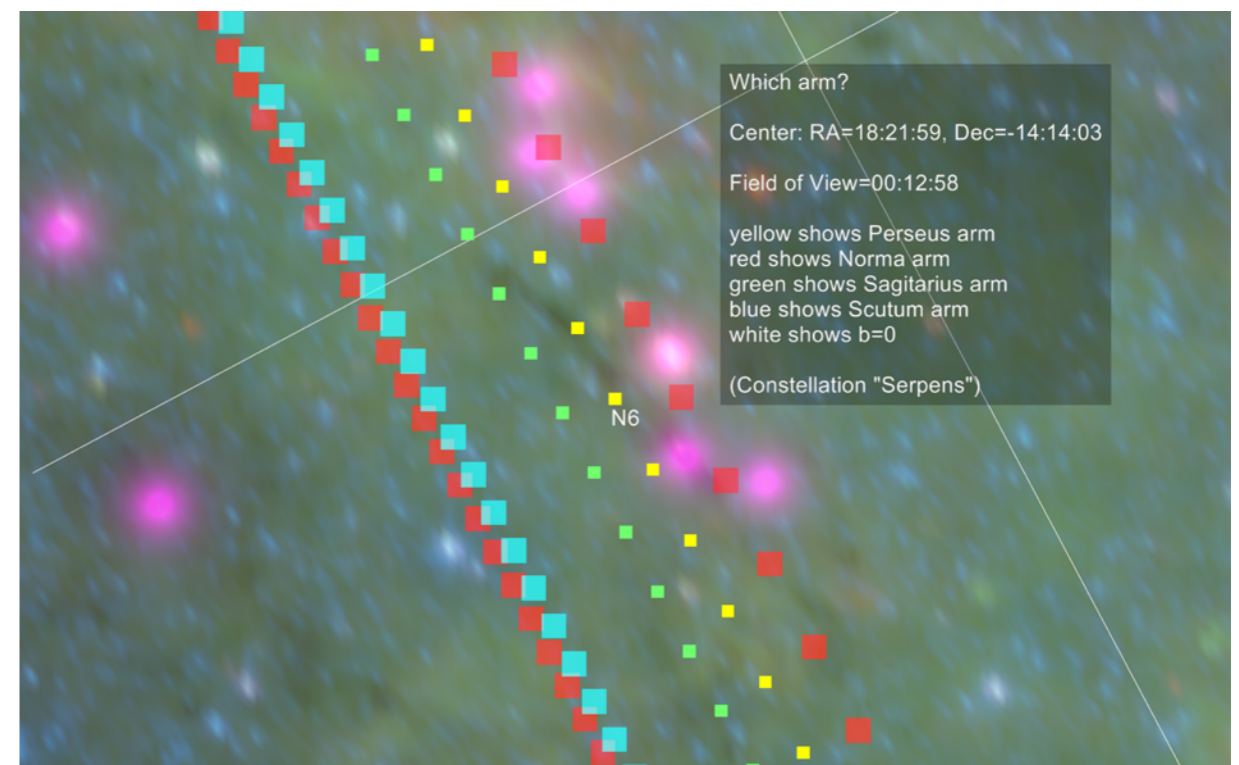 Which arm?
Center: RA=18:21:59, Dec=-14:14:03
Field of View=00:12:58
yellow shows Perseus arm
red shows Norma arm
green shows Sagitarius arm
blue shows Scutum arm
white shows b=0
(Constellation "Serpens")
N6